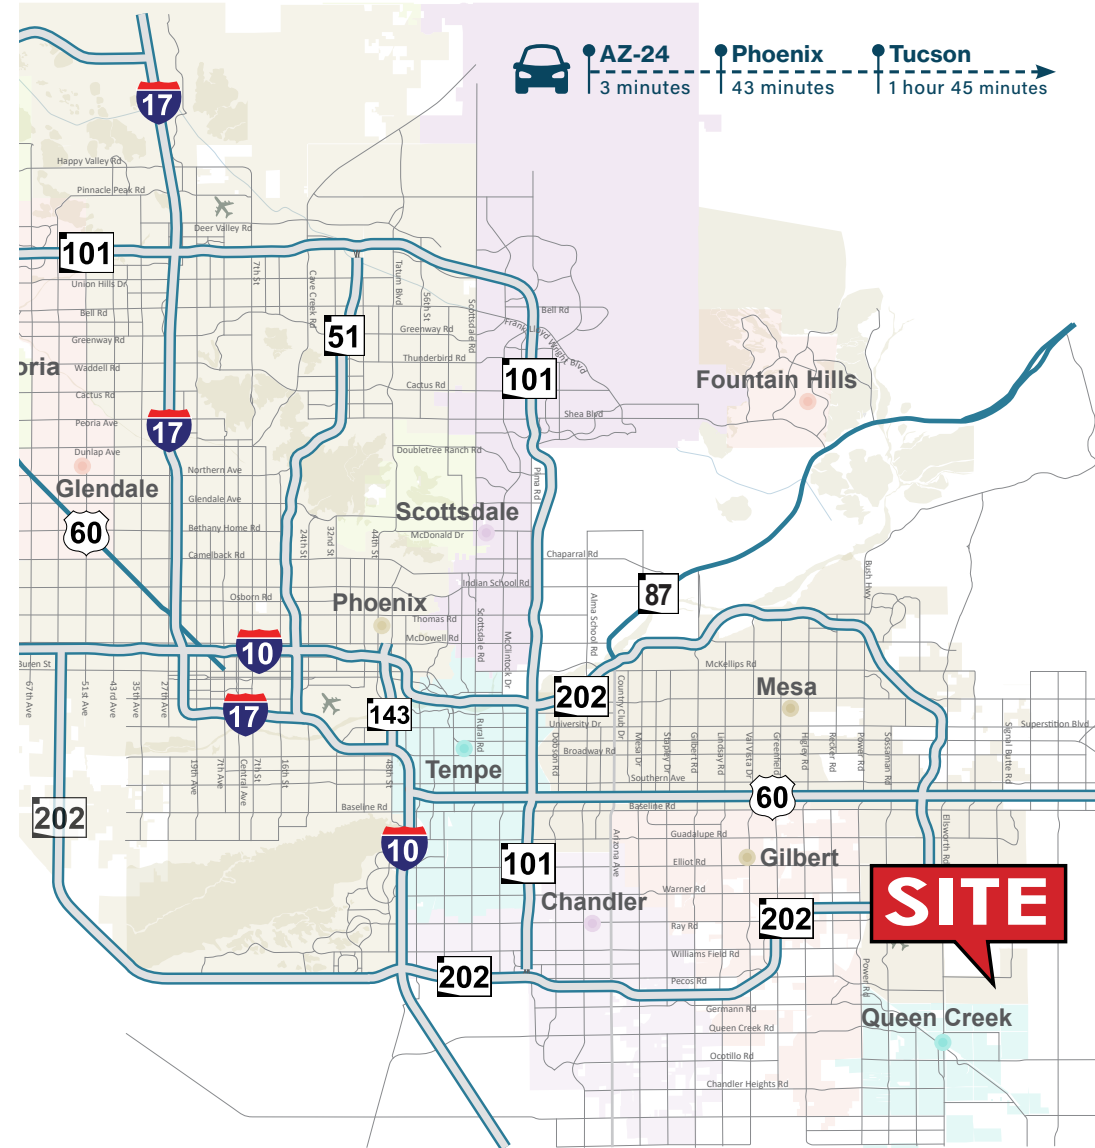 AZ-24
3 minutes
Phoenix
43 minutes
Tucson
1 hour 45 minutes
17
Happy Valley Rd
Pinnacle Peak Rd
Deer Valley Rd
101
Union Hills Dr
7th St
Cave Creek Rd
Tatum Blvd
56th St
Scottsdale Rd
Bell Rd
Bell Rd
Frank Lloyd Wright Blvd
51
Greenway Rd
Greenway Rd
oria
Waddell Rd
Thunderbird Rd
101
Fountain Hills
Cactus Rd
Cactus Rd
Shea Blvd
Peoria Ave
17
Dunlap Ave
Doubletree Ranch Rd
Northern Ave
Pima Rd
Glendale
Glendale Ave
Scottsdale
60
Bethany Home Rd
24th St
32nd St
44th St
McDonald Dr
Camelback Rd
Chaparral Rd
Indian School Rd
Bush Hwy
87
Osborn Rd
Phoenix
Thomas Rd
McDowell Rd
Scottsdale Rd
McClintock Dr
Alma School Rd
10
Buren St
McKellips Rd
67th Ave
51st Ave
43rd Ave
35th Ave
27th Ave
17
143
202
Mesa
Country Club Dr
University Dr
Superstition Blvd
Rural Rd
Dobson Rd
Broadway Rd
Mesa Dr
Stapley Dr
Gilbert Rd
Lindsay Rd
Val Vista Dr
Greenfield
Higley Rd
Recker Rd
Power Rd
Sossaman Rd
Signal Butte Rd
19th Ave
7th Ave
Central Ave
7th St
16th St
48th St
Tempe
Southern Ave
60
Baseline Rd
Baseline Rd
202
10
Arizona Ave
Guadalupe Rd
Ellsworth Rd
101
Elliot Rd
Gilbert
Warner Rd
Chandler
202
SITE
Ray Rd
Williams Field Rd
202
Pecos Rd
Power Rd
Germann Rd
Queen Creek
Queen Creek Rd
Ocotillo Rd
Chandler Heights Rd